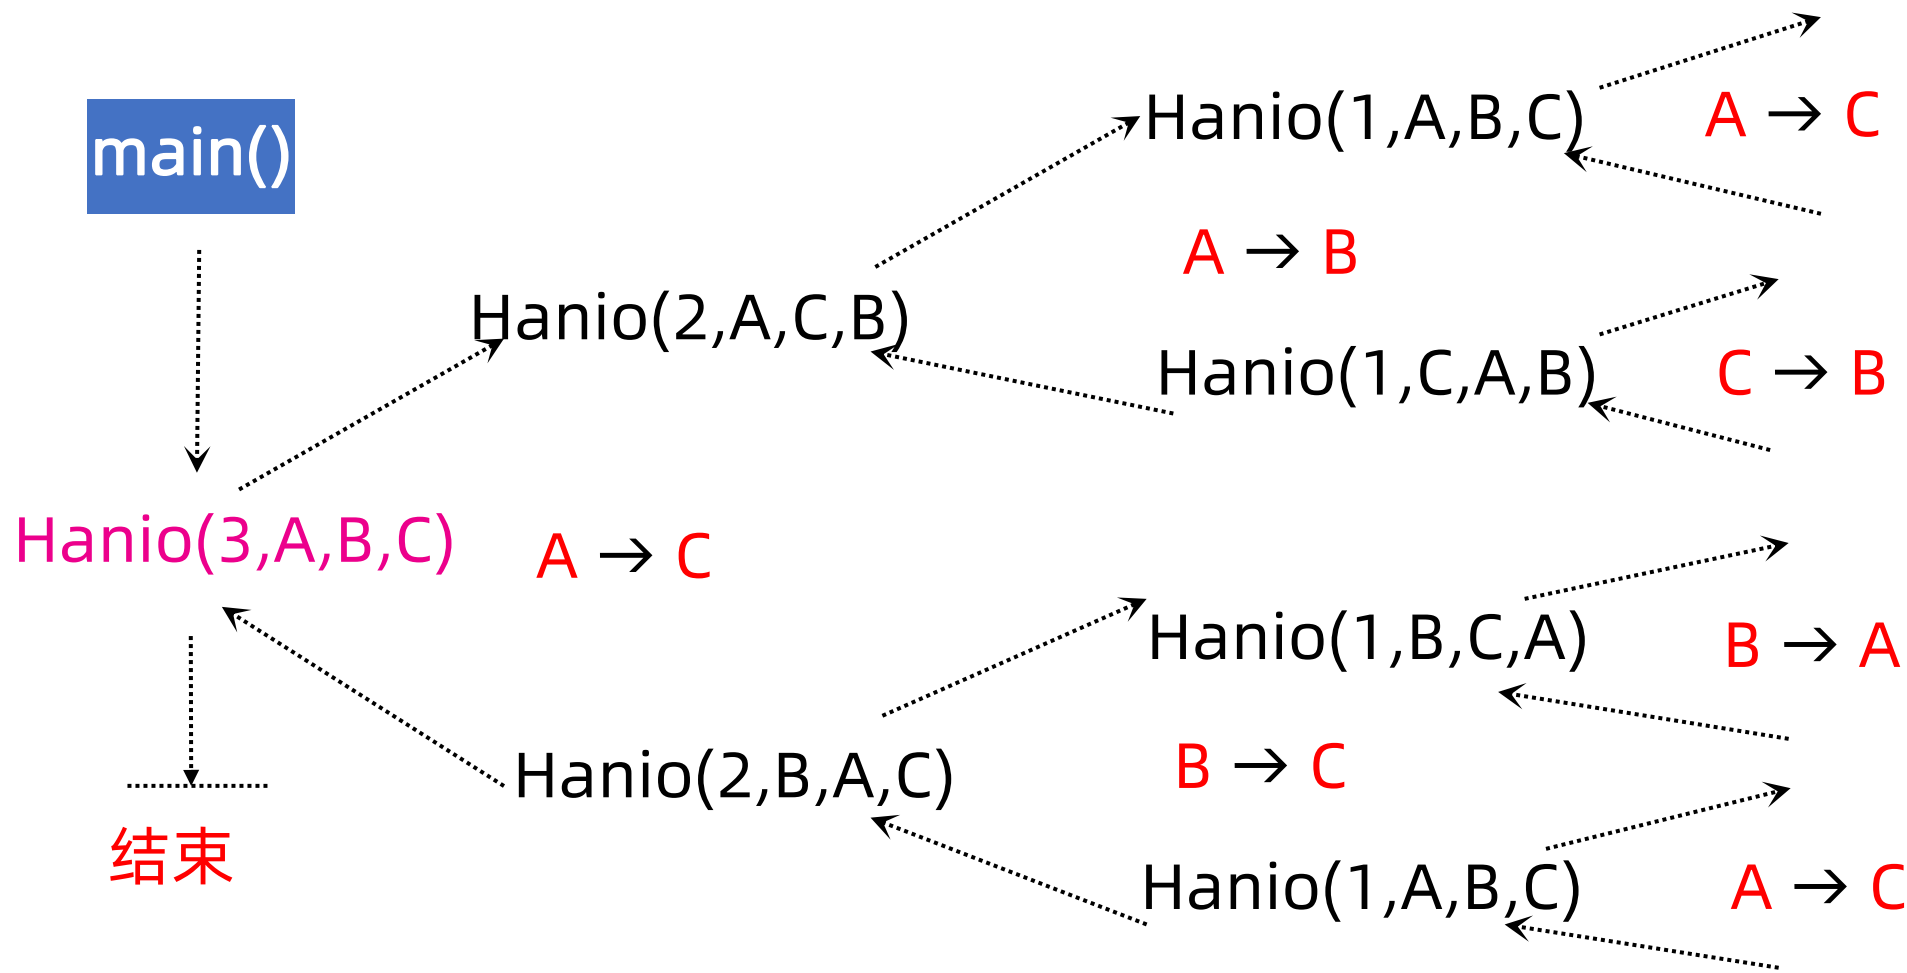 main()
Hanio(1,A,B,C)
A → C
A → B
Hanio(2,A,C,B)
Hanio(1,C,A,B)
C → B
Hanio(3,A,B,C)
A → C
Hanio(1,B,C,A)
B → A
Hanio(2,B,A,C)
B → C
结束
Hanio(1,A,B,C)
A → C